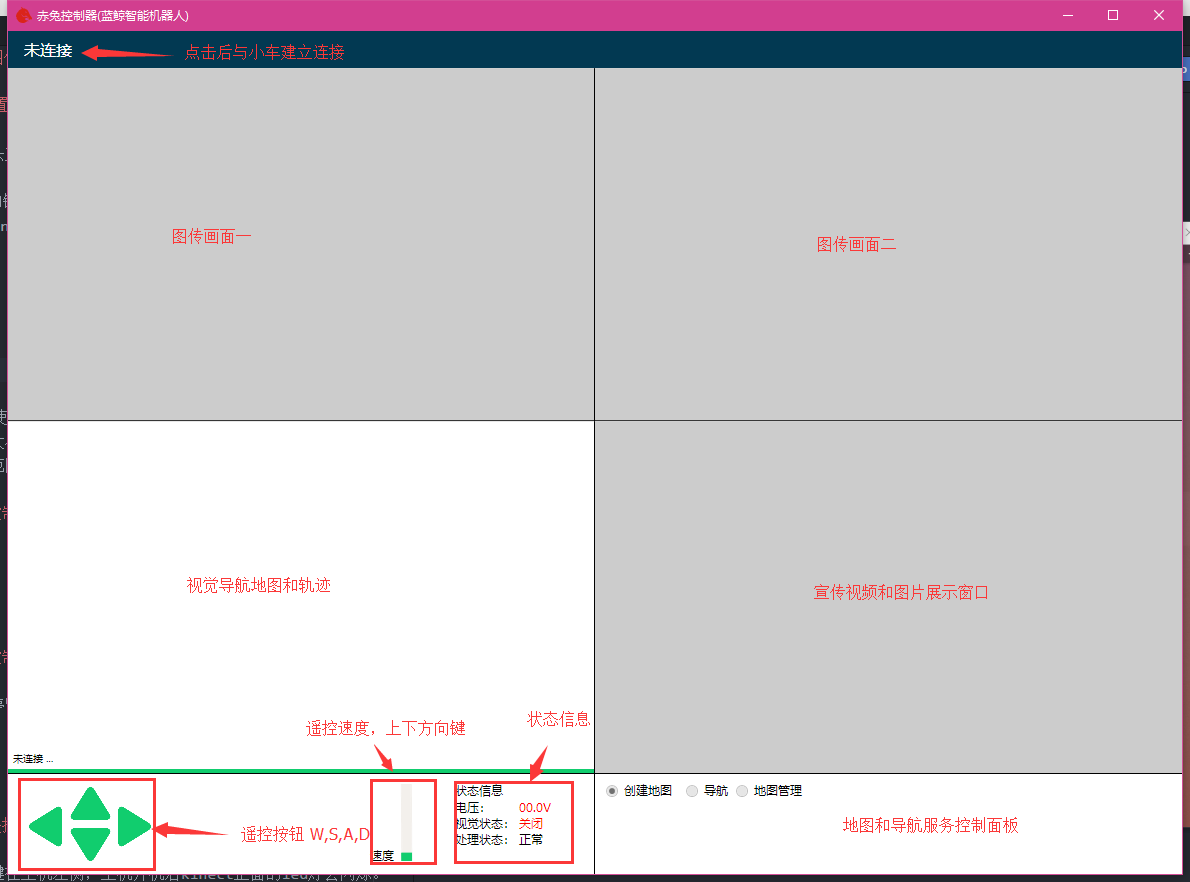 赤兔控制器(蓝鲸智能机器人)
未连接
点击后与小车建立连接
图传画面一
图传画面二
视觉导航地图和轨迹
宣传视频和图片展示窗口
遥控速度，上下方向键
状态信息
未连接 ...
遥控按钮 W,S,A,D
速度
状态信息
电压： 00.0V
视觉状态： 关闭
处理状态： 正常
创建地图 导航 地图管理
地图和导航服务控制面板